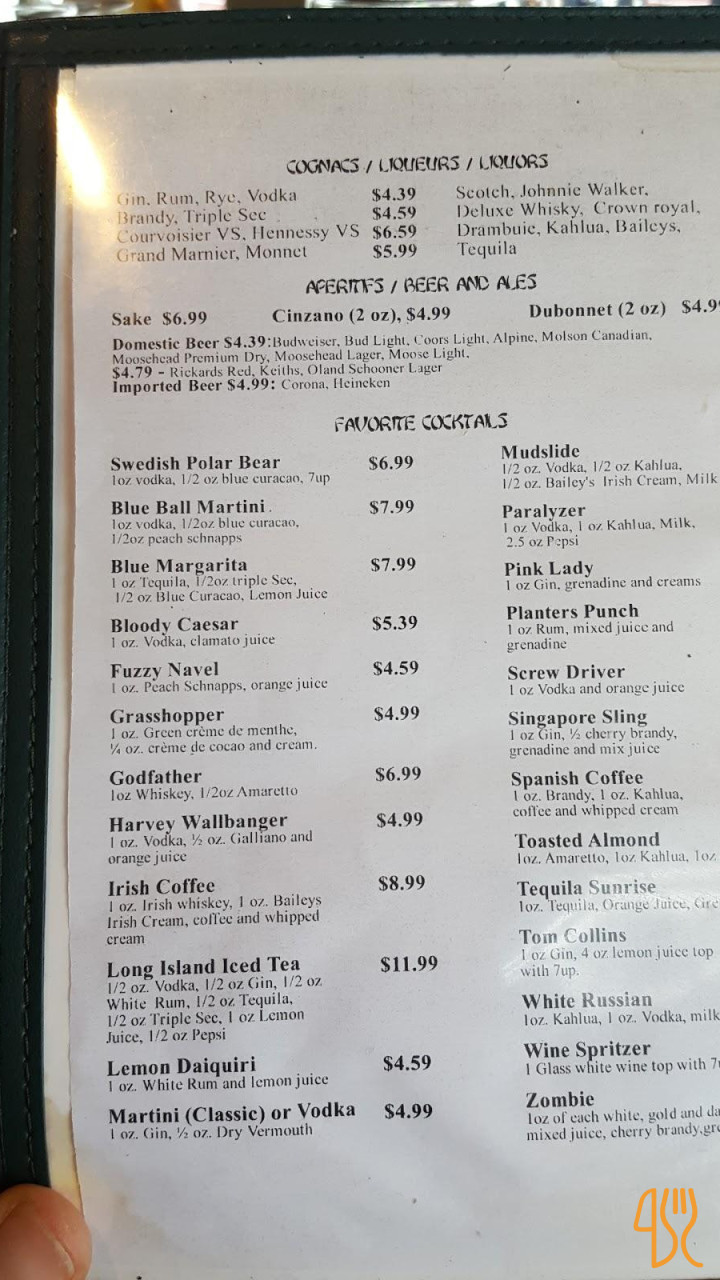 COGNACS / LIQUEURS / LIQUORS
Gin, Rum, Rye, Vodka $4.39
Brandy, Triple Sec $4.59
Courvoisier VS, Hennessy VS $6.59
Grand Marnier, Monnet $5.99
Scotch, Johnnie Walker,
Deluxe Whisky, Crown royal,
Drambuie, Kahlua, Baileys,
Tequila
APERITIFS / BEER AND ALES
Sake $6.99 Cinzano (2 oz), $4.99 Dubonnet (2 oz)
Domestic Beer $4.39:Budweiser, Bud Light, Coors Light, Alpine, Molson Canadian,
Moosehead Premium Dry, Moosehead Lager, Moose Light.
$4.79 - Rickards Red, Keiths, Oland Schooner Lager
Imported Beer $4.99: Corona, Heineken
FAVORITE COCKTAILS
Swedish Polar Bear $6.99
1oz vodka, 1/2 oz blue curacao, 7up
Blue Ball Martini $7.99
1oz vodka, 1/2oz blue curacao,
1/2oz peach schnapps
Blue Margarita $7.99
1 oz Tequila, 1/2oz triple Sec,
1/2 oz Blue Curacao, Lemon Juice
Bloody Caesar $5.39
1 oz. Vodka, clamato juice
Fuzzy Navel $4.59
1 oz. Peach Schnapps, orange juice
Grasshopper $4.99
1 oz. Green crème de menthe,
¼ oz. crème de cocao and cream.
Godfather $6.99
1oz Whiskey, 1/2oz Amaretto
Harvey Wallbanger $4.99
1 oz. Vodka, ½ oz. Galliano and
orange juice
Irish Coffee $8.99
1 oz. Irish whiskey, 1 oz. Baileys
Irish Cream, coffee and whipped
cream
Long Island Iced Tea $11.99
1/2 oz. Vodka, 1/2 oz Gin, 1/2 oz
White Rum, 1/2 oz Tequila,
1/2 oz Triple Sec, 1 oz Lemon
Juice, 1/2 oz Pepsi
Lemon Daiquiri $4.59
1 oz. White Rum and lemon juice
Martini (Classic) or Vodka $4.99
1 oz. Gin, ½ oz. Dry Vermouth
Mudslide
1/2 oz. Vodka, 1/2 oz Kahlua,
1/2 oz. Bailey's Irish Cream, Milk
Paralyzer
1 oz Vodka, 1 oz Kahlua, Milk,
2.5 oz Pepsi
Pink Lady
1 oz Gin, grenadine and creams
Planters Punch
1 oz Rum, mixed juice and
grenadine
Screw Driver
1 oz Vodka and orange juice
Singapore Sling
1 oz Gin, ½ cherry brandy,
grenadine and mix juice
Spanish Coffee
1 oz. Brandy, 1 oz. Kahlua,
coffee and whipped cream
Toasted Almond
1oz. Amaretto, 1oz Kahlua, 1oz
Tequila Sunrise
1oz. Tequila, Orange Juice,
Tom Collins
1 oz Gin, 4 oz lemon juice top
with 7up.
White Russian
1oz. Kahlua, 1 oz. Vodka, milk
Wine Spritzer
1 Glass white wine top with
Zombie
1oz of each white, gold and
mixed juice, cherry brandy,